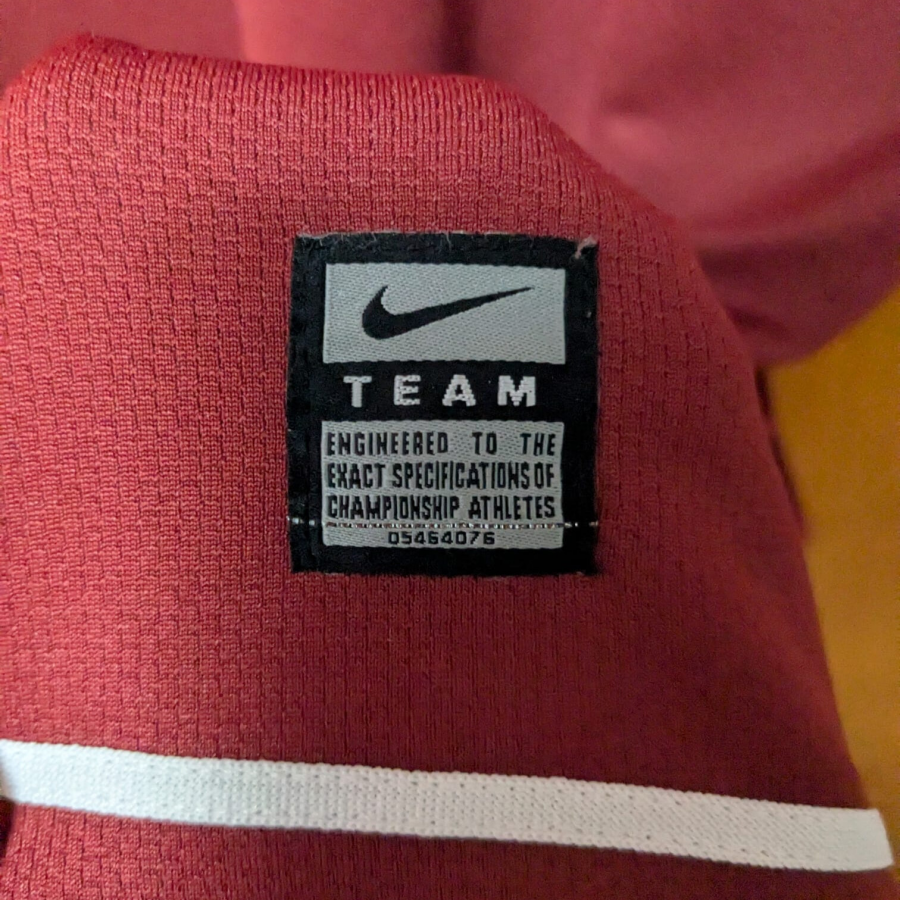 TEAM
ENGINEERED TO THE
EXACT SPECIFICATIONS OF
CHAMPIONSHIP ATHLETES
05464076